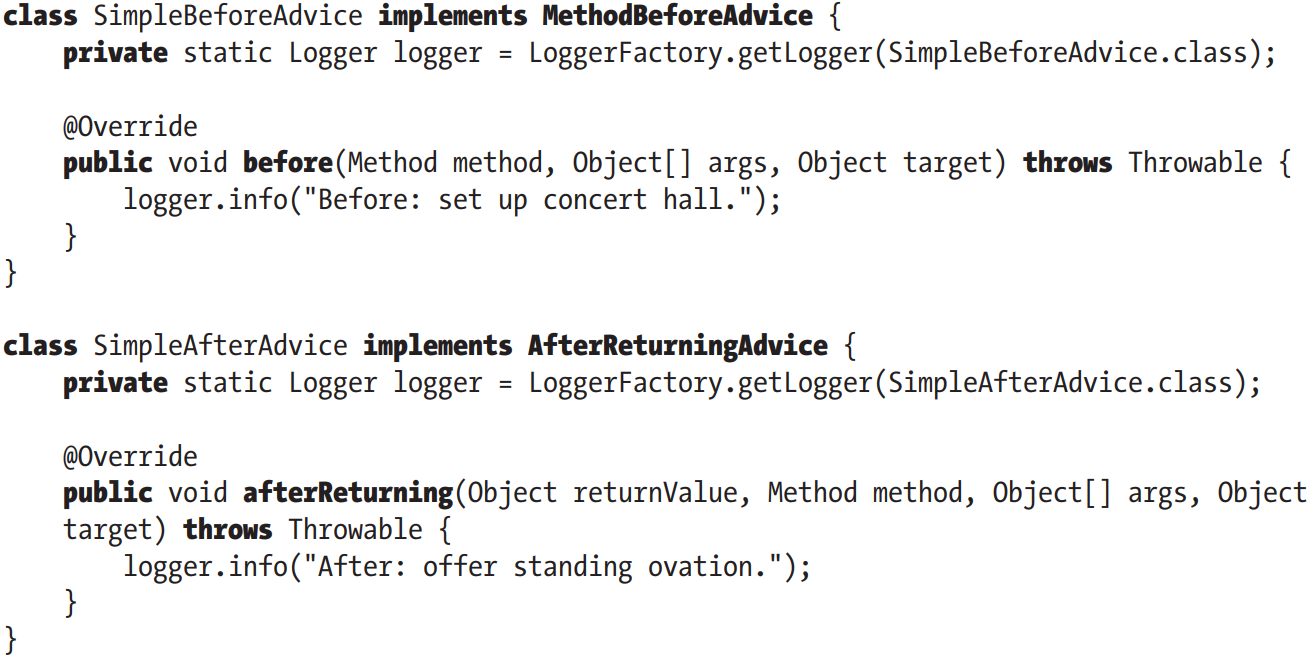 class SimpleBeforeAdvice implements MethodBeforeAdvice {
    private static Logger logger = LoggerFactory.getLogger(SimpleBeforeAdvice.class);

    @Override
    public void before(Method method, Object[] args, Object target) throws Throwable {
        logger.info("Before: set up concert hall.");
    }
}

class SimpleAfterAdvice implements AfterReturningAdvice {
    private static Logger logger = LoggerFactory.getLogger(SimpleAfterAdvice.class);

    @Override
    public void afterReturning(Object returnValue, Method method, Object[] args, Object
    target) throws Throwable {
        logger.info("After: offer standing ovation.");
    }
}